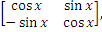 [ cos x   sin x
−sin x   cos x ],